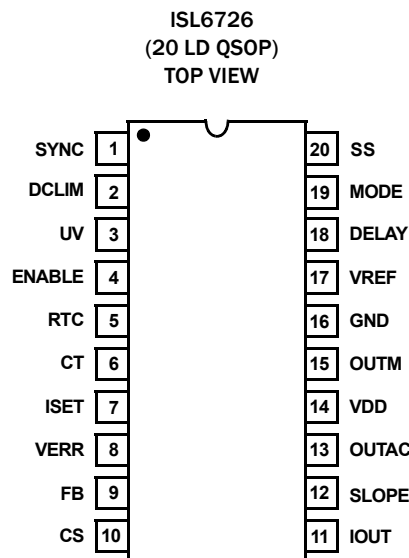 ISL6726
(20 LD QSOP)
TOP VIEW
SYNC 1 20 SS
DCLIM 2 19 MODE
UV 3 18 DELAY
ENABLE 4 17 VREF
RTC 5 16 GND
CT 6 15 OUTM
ISET 7 14 VDD
VERR 8 13 OUTAC
FB 9 12 SLOPE
CS 10 11 IOUT